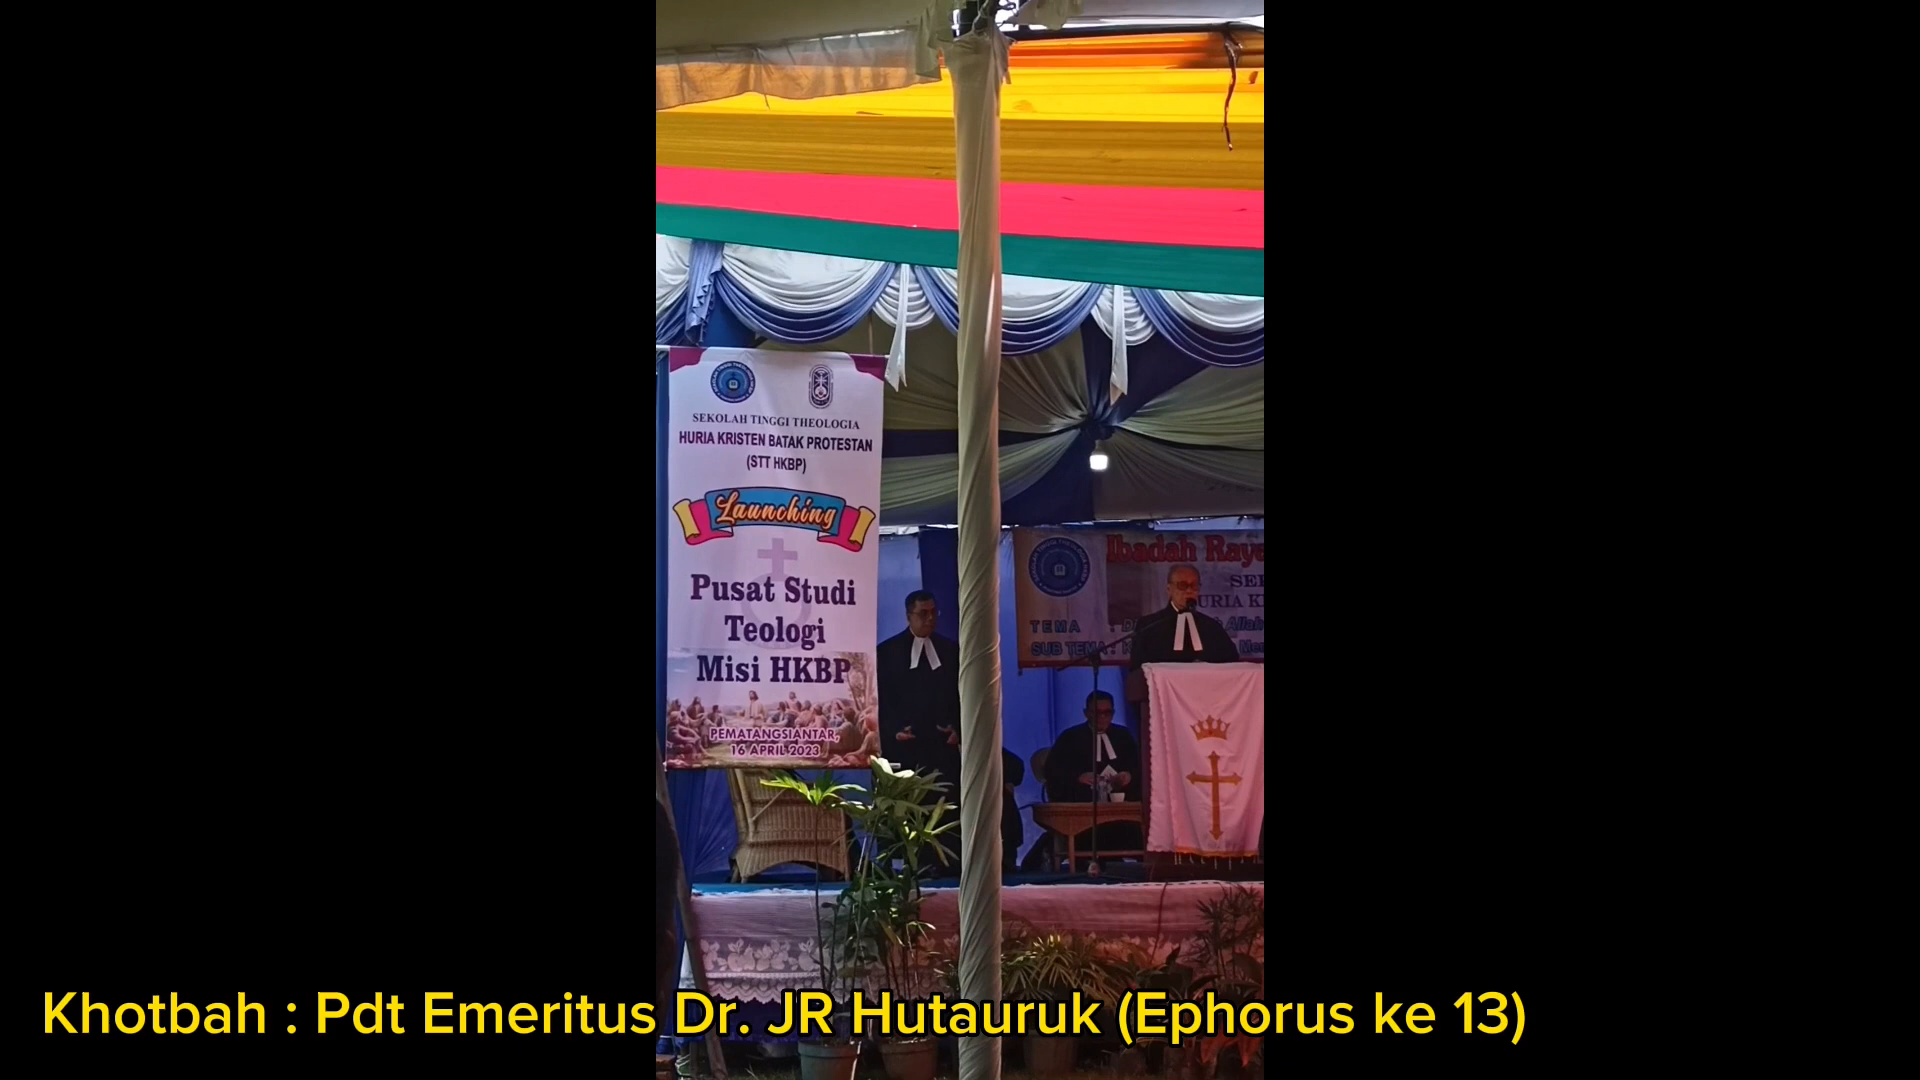 SEKOLAH TINGGI THEOLOGIA
HURIA KRISTEN BATAK PROTESTAN
(STT HKBP)
Launching
Pusat Studi
Teologi
Misi HKBP
PEMATANGSIANTAR,
16 APRIL 2023
Ibadah Raya
TEMA :
SUB TEMA :
Khotbah : Pdt Emeritus Dr. JR Hutauruk (Ephorus ke 13)